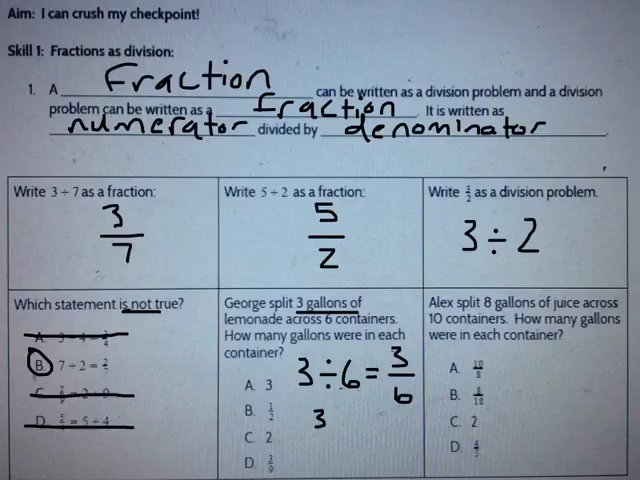 Aim: I can crush my checkpoint!
Skill 1: Fractions as division:
1. A Fraction can be written as a division problem and a division
problem can be written as a fraction. It is written as
numerator divided by denominator.
Write 3 ÷ 7 as a fraction:
3/7
Write 5 ÷ 2 as a fraction:
5/2
Write 3/2 as a division problem.
3 ÷ 2
Which statement is not true?
A.
B. 7 ÷ 2 =
C.
D. = 5 ÷ 4
George split 3 gallons of
lemonade across 6 containers.
How many gallons were in each
container?
3 ÷ 6 = 3/6
3
A. 3
B. 1/2
C. 2
D.
Alex split 8 gallons of juice across
10 containers. How many gallons
were in each container?
A. 10/8
B. 8/18
C. 2
D. 4/5